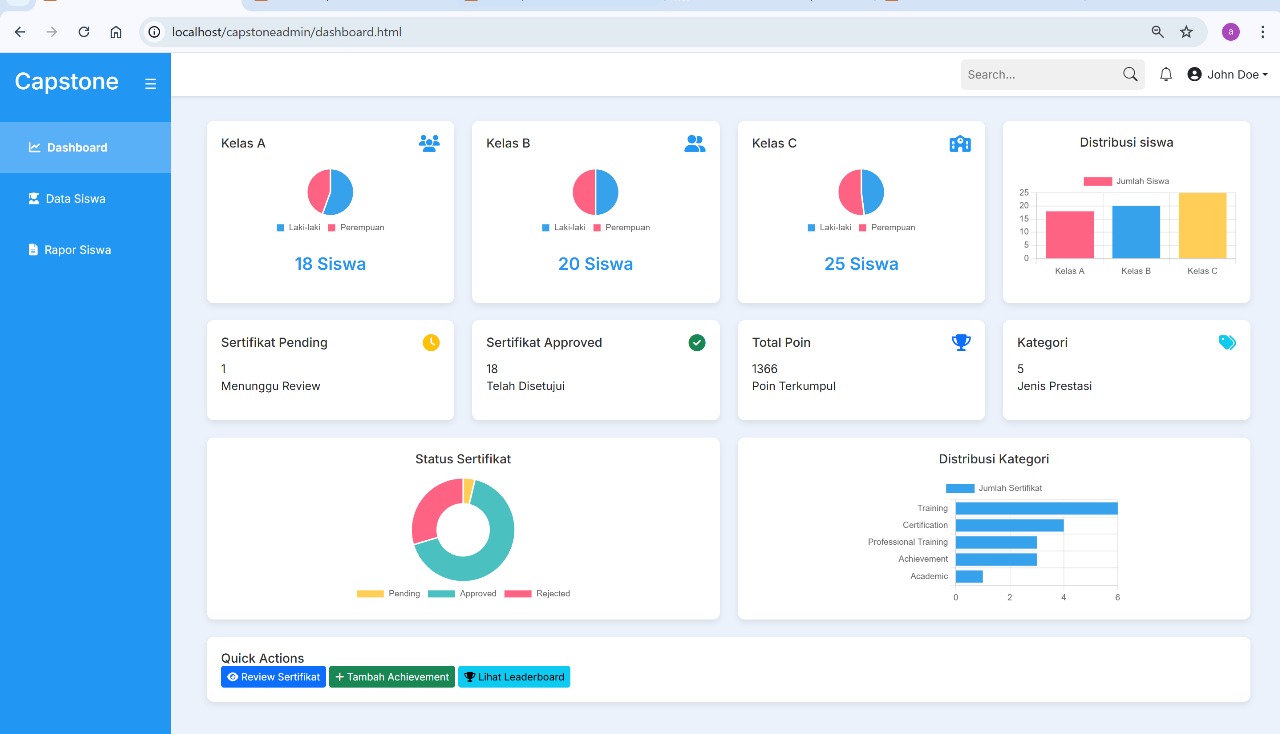 localhost/capstoneadmin/dashboard.html
a
Capstone
Search...
John Doe
Dashboard
Data Siswa
Rapor Siswa
Kelas A
Laki-laki Perempuan
18 Siswa
Kelas B
Laki-laki Perempuan
20 Siswa
Kelas C
Laki-laki Perempuan
25 Siswa
Distribusi siswa
Jumlah Siswa
25
20
15
10
5
0
Kelas A Kelas B Kelas C
Sertifikat Pending
1
Menunggu Review
Sertifikat Approved
18
Telah Disetujui
Total Poin
1366
Poin Terkumpul
Kategori
5
Jenis Prestasi
Status Sertifikat
Pending Approved Rejected
Distribusi Kategori
Jumlah Sertifikat
Training
Certification
Professional Training
Achievement
Academic
0 2 4 6
Quick Actions
Review Sertifikat + Tambah Achievement Lihat Leaderboard